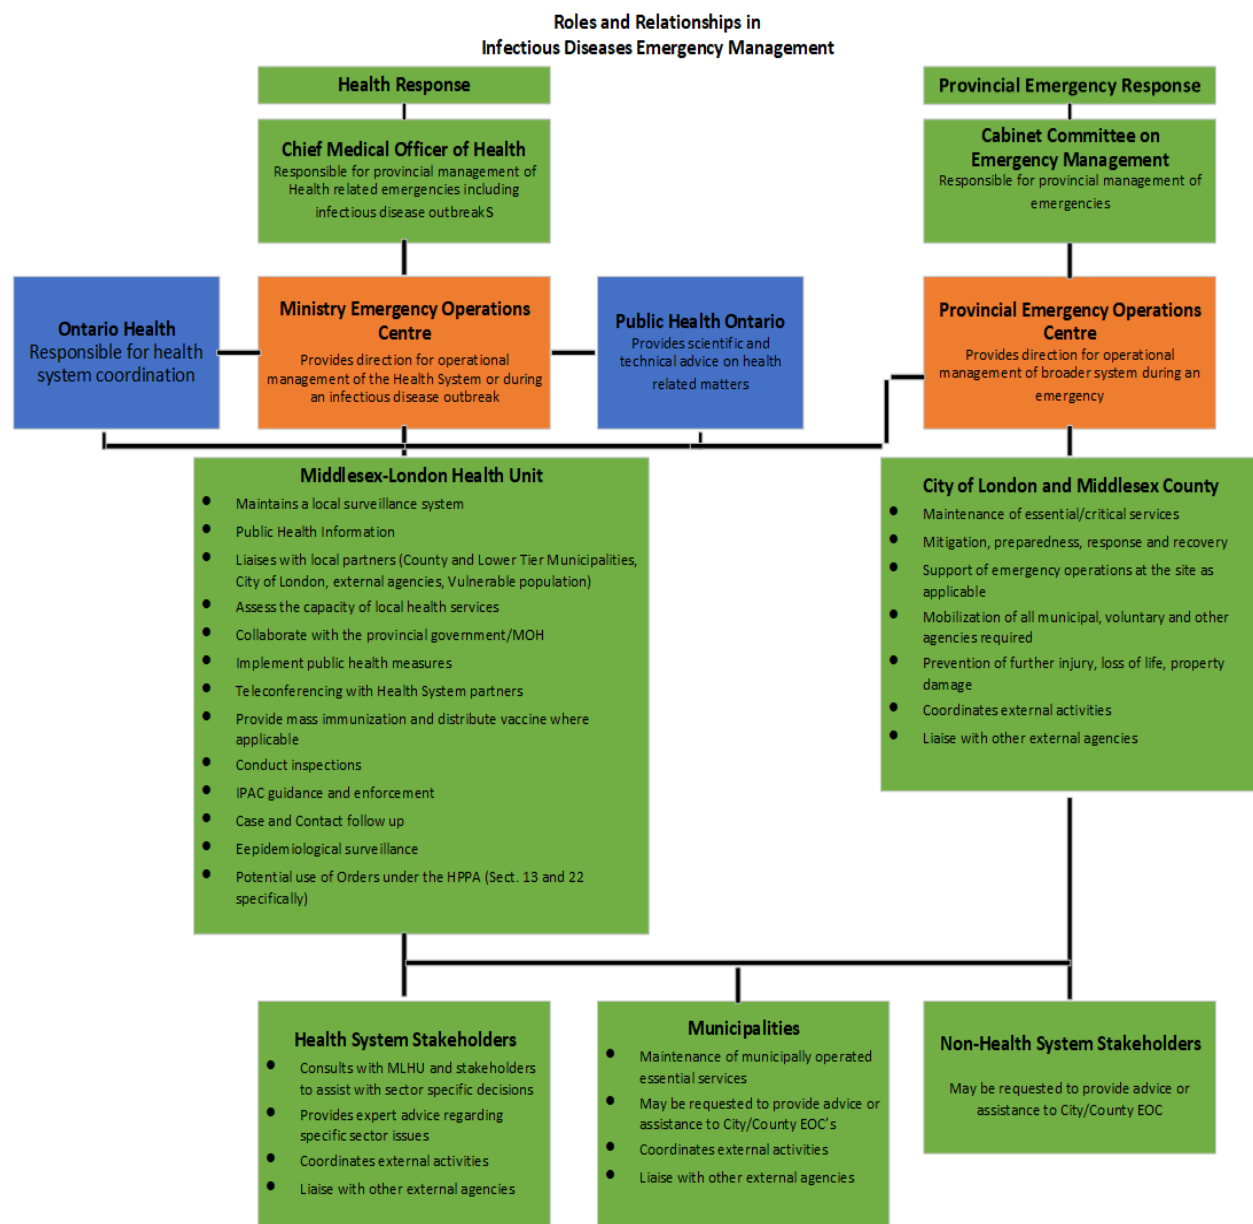 Roles and Relationships in
Infectious Diseases Emergency Management
Health Response
Provincial Emergency Response
Chief Medical Officer of Health
Responsible for provincial management of
Health related emergencies including
infectious disease outbreakS
Cabinet Committee on
Emergency Management
Responsible for provincial management of
emergencies
Ontario Health
Responsible for health
system coordination
Ministry Emergency Operations
Centre
Provides direction for operational
management of the Health System or during
an infectious disease outbreak
Public Health Ontario
Provides scientific and
technical advice on health
related matters
Provincial Emergency Operations
Centre
Provides direction for operational
management of broader system during an
emergency
Middlesex-London Health Unit
• Maintains a local surveillance system
• Public Health Information
• Liaises with local partners (County and Lower Tier Municipalities,
City of London, external agencies, Vulnerable population)
• Assess the capacity of local health services
• Collaborate with the provincial government/MOH
• Implement public health measures
• Teleconferencing with Health System partners
• Provide mass immunization and distribute vaccine where
applicable
• Conduct inspections
• IPAC guidance and enforcement
• Case and Contact follow up
• Eepidemiological surveillance
• Potential use of Orders under the HPPA (Sect. 13 and 22
specifically)
City of London and Middlesex County
• Maintenance of essential/critical services
• Mitigation, preparedness, response and recovery
• Support of emergency operations at the site as
applicable
• Mobilization of all municipal, voluntary and other
agencies required
• Prevention of further injury, loss of life, property
damage
• Coordinates external activities
• Liaise with other external agencies
Health System Stakeholders
• Consults with MLHU and stakeholders
to assist with sector specific decisions
• Provides expert advice regarding
specific sector issues
• Coordinates external activities
• Liaise with other external agencies
Municipalities
• Maintenance of municipally operated
essential services
• May be requested to provide advice or
assistance to City/County EOC's
• Coordinates external activities
• Liaise with other external agencies
Non-Health System Stakeholders
May be requested to provide advice or
assistance to City/County EOC